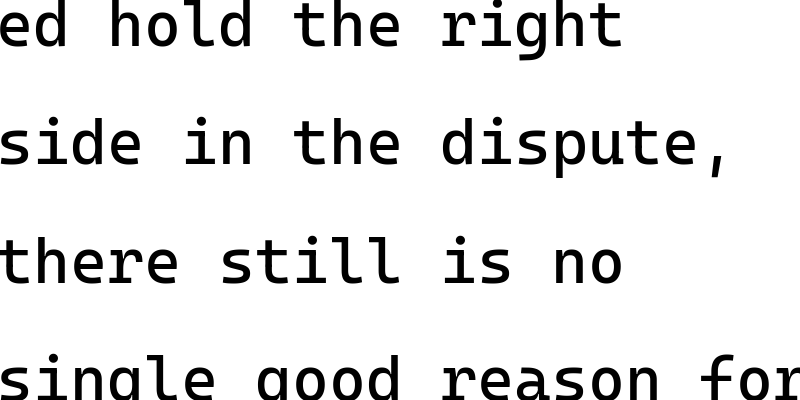 ed hold the right
side in the dispute,
there still is no
single good reason for